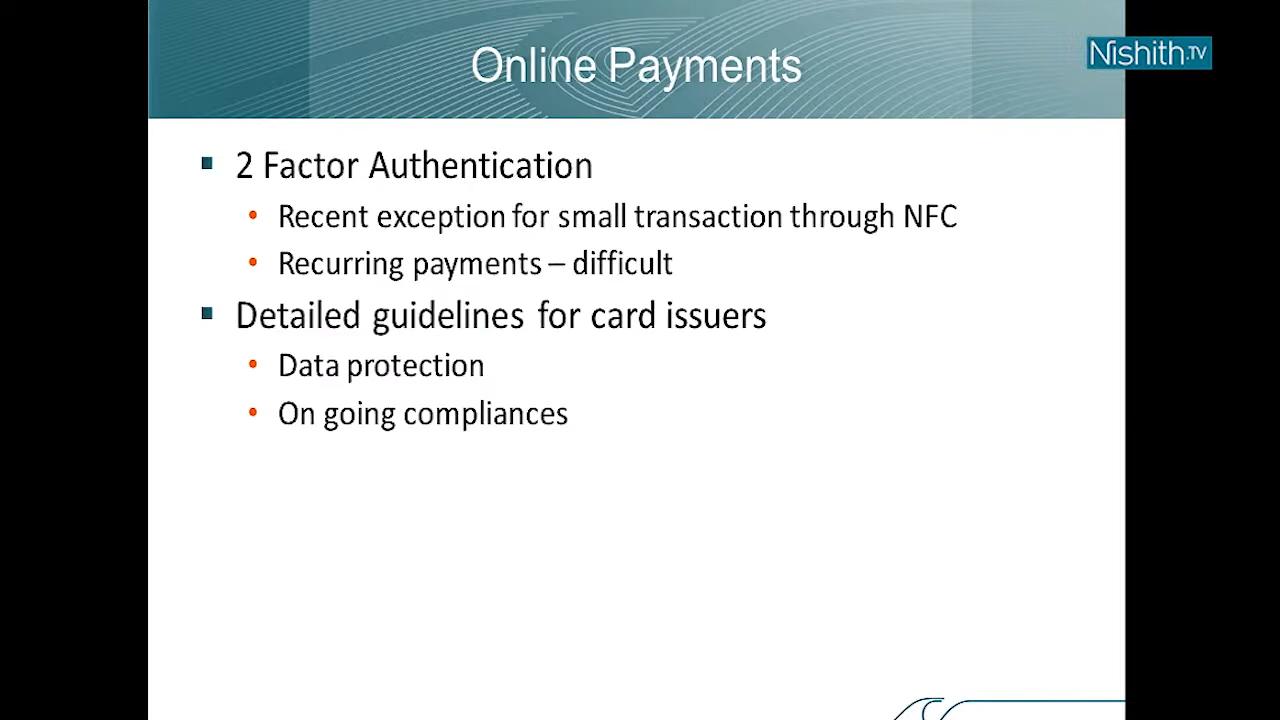 Online Payments
Nishith.TV
2 Factor Authentication
Recent exception for small transaction through NFC
Recurring payments – difficult
Detailed guidelines for card issuers
Data protection
On going compliances